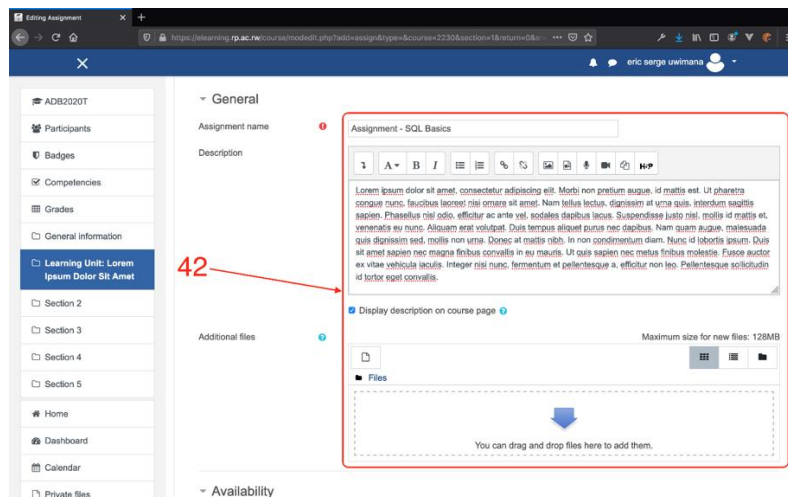 Editing Assignment
https://elearning.rp.ac.rw/course/modedit.php?add=assign&type=&course=2230&section=1&return=0&sr=
eric serge uwimana
ADB2020T
Participants
Badges
Competencies
Grades
General information
Learning Unit: Lorem
Ipsum Dolor Sit Amet
Section 2
Section 3
Section 4
Section 5
Home
Dashboard
Calendar
Private files
42
General
Assignment name
Assignment - SQL Basics
Description
A B I
H5P
Lorem ipsum dolor sit amet, consectetur adipiscing elit. Morbi non pretium augue, id mattis est. Ut pharetra
congue nunc, faucibus laoreet nisi ornare sit amet. Nam tellus lectus, dignissim at urna quis, interdum sagittis
sapien. Phasellus nisl odio, efficitur ac ante vel, sodales dapibus lacus. Suspendisse justo nisl, mollis id mattis et,
venenatis eu nunc. Aliquam erat volutpat. Duis tempus aliquet purus nec dapibus. Nam quam augue, malesuada
quis dignissim sed, mollis non urna. Donec at mattis nibh. In non condimentum diam. Nunc id lobortis ipsum. Duis
sit amet sapien nec magna finibus convallis in eu mauris. Ut quis sapien nec metus finibus molestie. Fusce auctor
ex vitae vehicula iaculis. Integer nisi nunc, fermentum et pellentesque a, efficitur non leo. Pellentesque sollicitudin
id tortor eget convallis.
Display description on course page
Additional files
Maximum size for new files: 128MB
Files
You can drag and drop files here to add them.
Availability